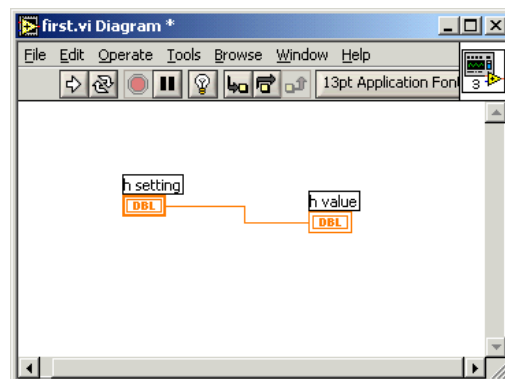 first.vi Diagram *
File Edit Operate Tools Browse Window Help
13pt Application Font
3
h setting
DBL
h value
DBL